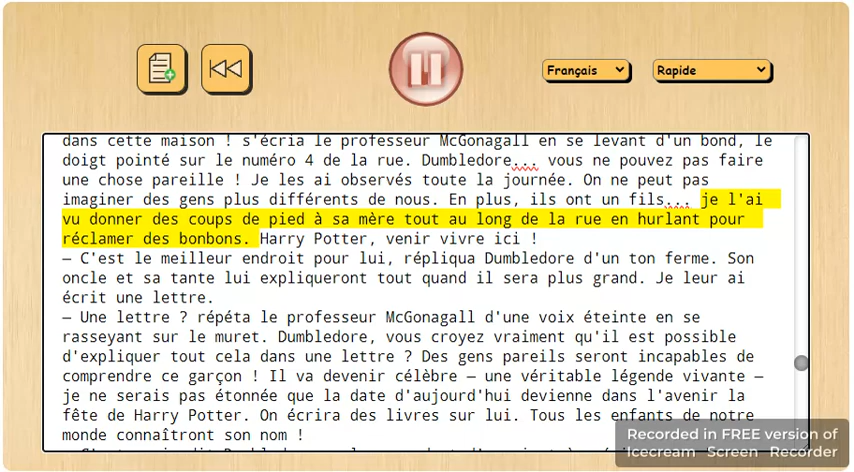 Français
Rapide
dans cette maison ! s'écria le professeur McGonagall en se levant d'un bond, le
doigt pointé sur le numéro 4 de la rue. Dumbledore... vous ne pouvez pas faire
une chose pareille ! Je les ai observés toute la journée. On ne peut pas
imaginer des gens plus différents de nous. En plus, ils ont un fils... je l'ai
vu donner des coups de pied à sa mère tout au long de la rue en hurlant pour
réclamer des bonbons. Harry Potter, venir vivre ici !
— C'est le meilleur endroit pour lui, répliqua Dumbledore d'un ton ferme. Son
oncle et sa tante lui expliqueront tout quand il sera plus grand. Je leur ai
écrit une lettre.
— Une lettre ? répéta le professeur McGonagall d'une voix éteinte en se
rasseyant sur le muret. Dumbledore, vous croyez vraiment qu'il est possible
d'expliquer tout cela dans une lettre ? Des gens pareils seront incapables de
comprendre ce garçon ! Il va devenir célèbre — une véritable légende vivante —
je ne serais pas étonnée que la date d'aujourd'hui devienne dans l'avenir la
fête de Harry Potter. On écrira des livres sur lui. Tous les enfants de notre
monde connaîtront son nom !
Recorded in FREE version of
Icecream Screen Recorder